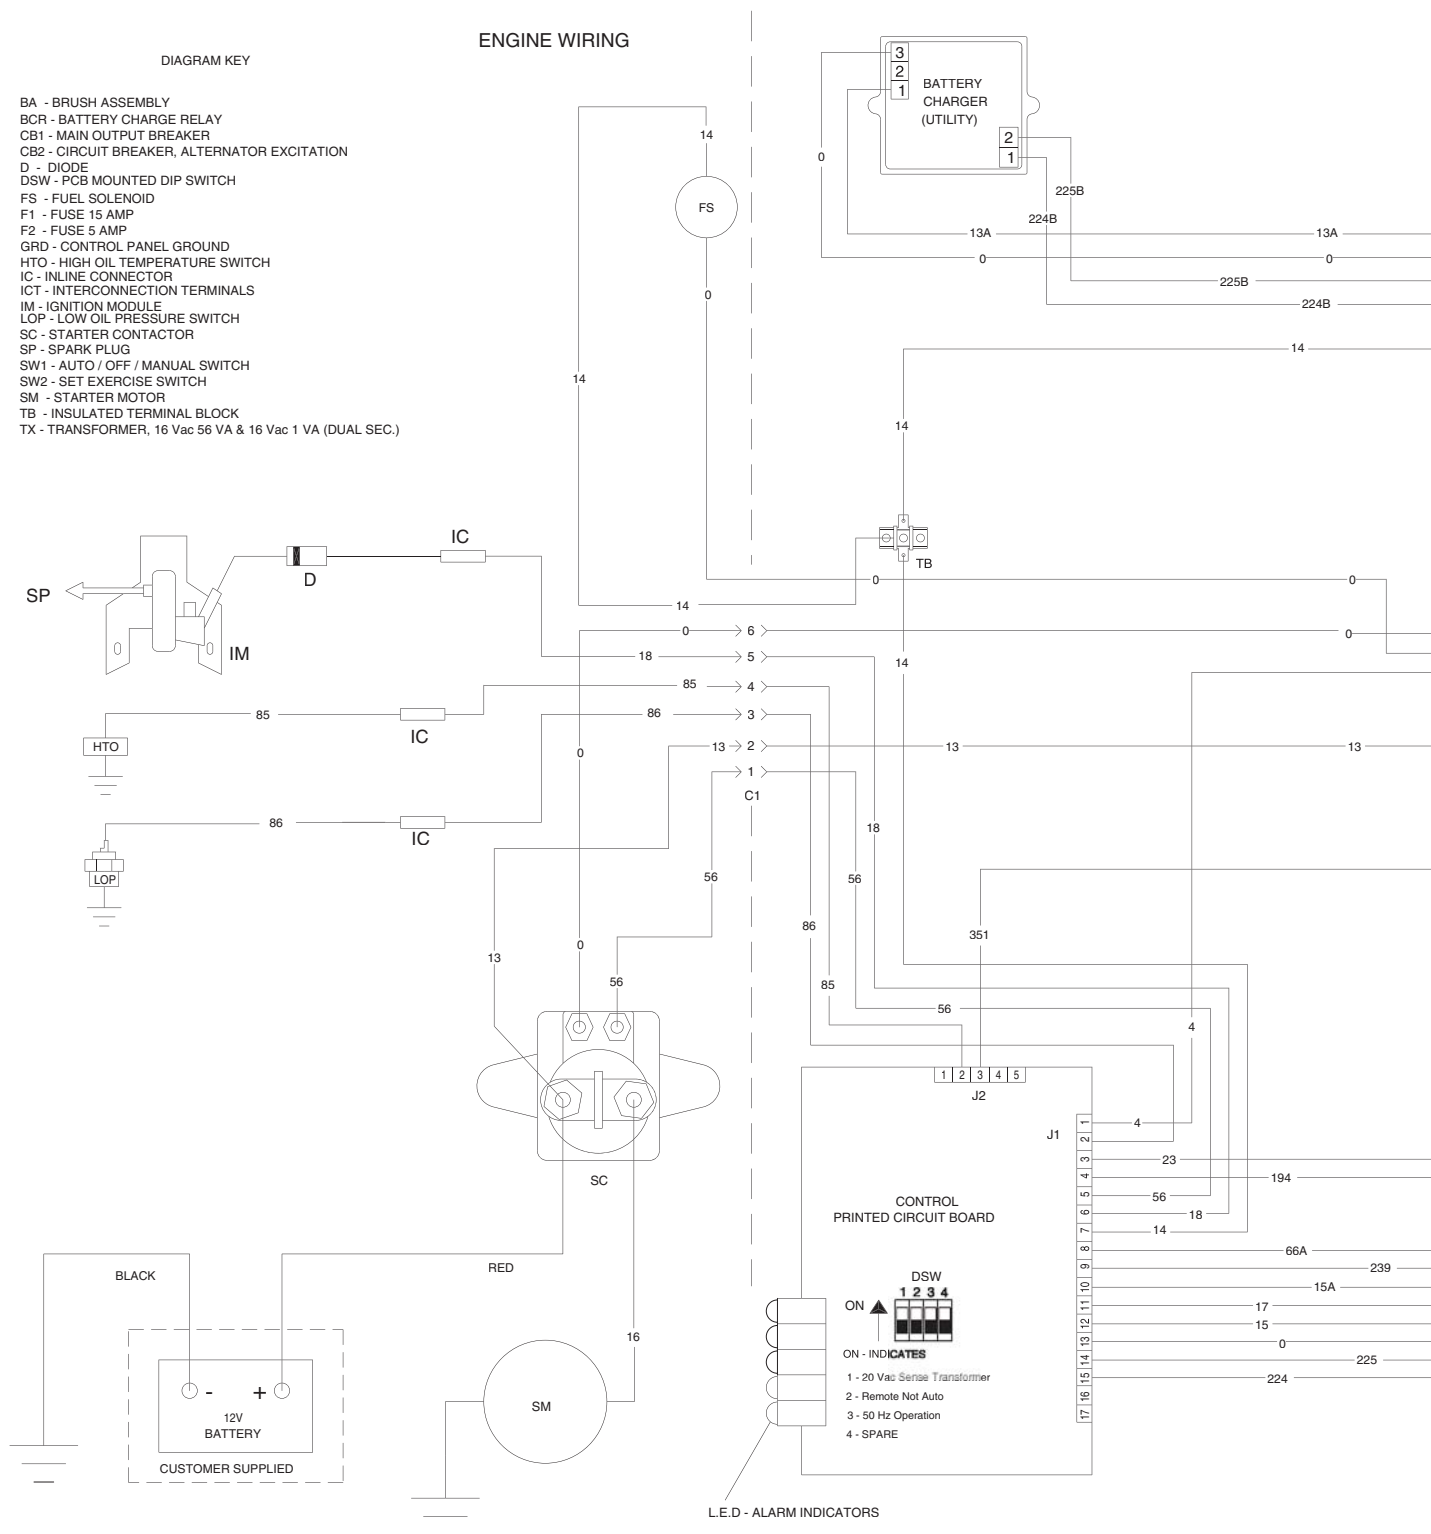 ENGINE WIRING
DIAGRAM KEY
BA - BRUSH ASSEMBLY
BCR - BATTERY CHARGE RELAY
CB1 - MAIN OUTPUT BREAKER
CB2 - CIRCUIT BREAKER, ALTERNATOR EXCITATION
D - DIODE
DSW - PCB MOUNTED DIP SWITCH
FS - FUEL SOLENOID
F1 - FUSE 15 AMP
F2 - FUSE 5 AMP
GRD - CONTROL PANEL GROUND
HTO - HIGH OIL TEMPERATURE SWITCH
IC - INLINE CONNECTOR
ICT - INTERCONNECTION TERMINALS
IM - IGNITION MODULE
LOP - LOW OIL PRESSURE SWITCH
SC - STARTER CONTACTOR
SP - SPARK PLUG
SW1 - AUTO / OFF / MANUAL SWITCH
SW2 - SET EXERCISE SWITCH
SM - STARTER MOTOR
TB - INSULATED TERMINAL BLOCK
TX - TRANSFORMER, 16 Vac 56 VA & 16 Vac 1 VA (DUAL SEC.)
3
2
1
BATTERY
CHARGER
(UTILITY)
2
1
14
0
FS
225B
224B
13A 13A
0 0
225B
0
224B
14
14
14
IC
D
TB
SP
0 0
14
IM
0 6 0
18 5 14
85 4
85 86 3
IC
HTO
13 2 13 13
0
1
C1
86
IC
18
LOP
56 56
86
351
0
13
56
85
56
4
1 2 3 4 5
J2
J1
1 4
2
3 23
4 194
5 56
6 18
7 14
8 66A
9 239
10 15A
11 17
12 15
13 0
14 225
15 224
16
17
SC
CONTROL
PRINTED CIRCUIT BOARD
BLACK
RED
DSW
1 2 3 4
ON
ON - INDICATES
1 - 20 Vac Sense Transformer
2 - Remote Not Auto
3 - 50 Hz Operation
4 - SPARE
16
- +
12V
BATTERY
SM
CUSTOMER SUPPLIED
L.E.D - ALARM INDICATORS